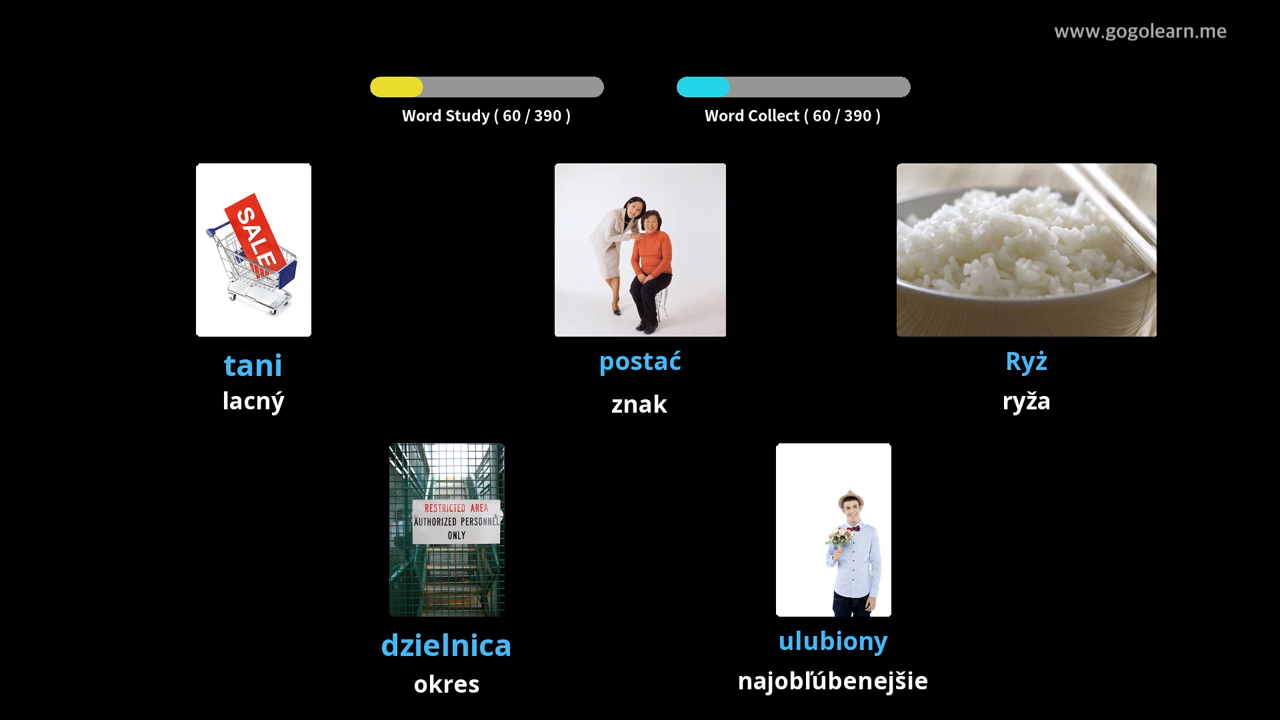 www.gogolearn.me
Word Study ( 60 / 390 )
Word Collect ( 60 / 390 )
SALE
tani
lacný
postać
znak
Ryż
ryža
RESTRICTED AREA
AUTHORIZED PERSONNEL
ONLY
dzielnica
okres
ulubiony
najobľúbenejšie